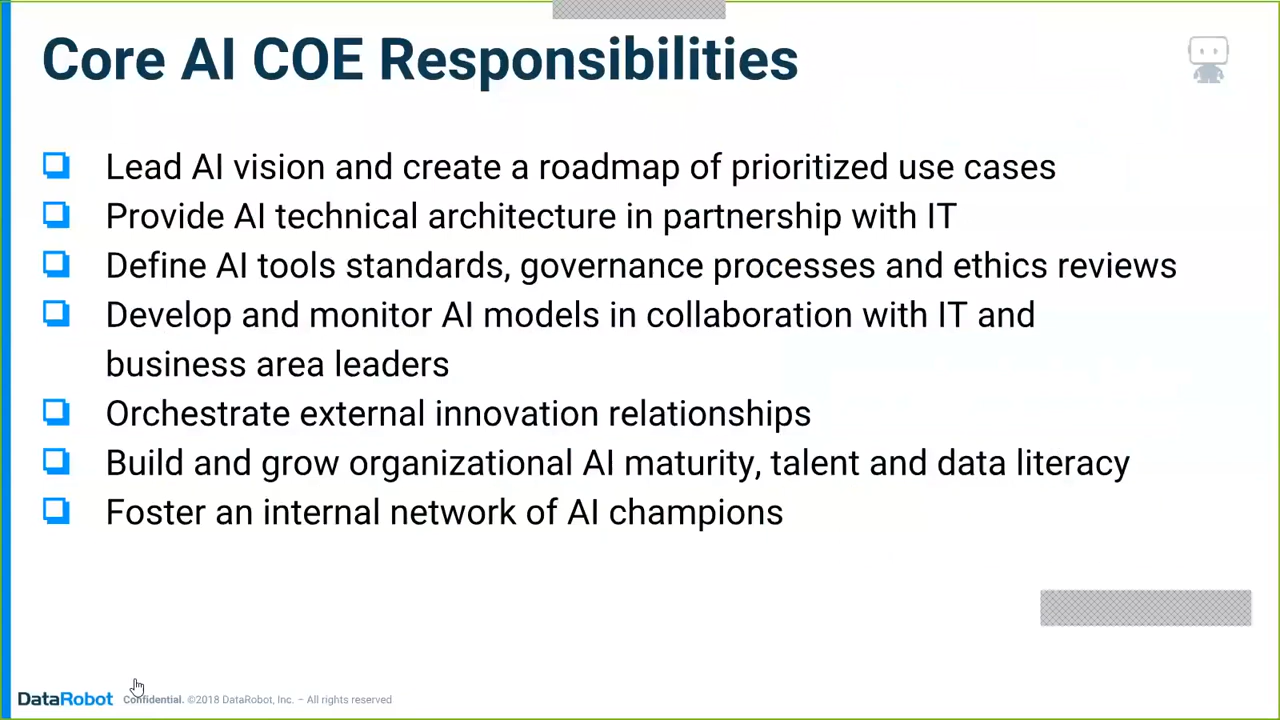 Core AI COE Responsibilities
Lead AI vision and create a roadmap of prioritized use cases
Provide AI technical architecture in partnership with IT
Define AI tools standards, governance processes and ethics reviews
Develop and monitor AI models in collaboration with IT and
business area leaders
Orchestrate external innovation relationships
Build and grow organizational AI maturity, talent and data literacy
Foster an internal network of AI champions
DataRobot Confidential. ©2018 DataRobot, Inc. – All rights reserved